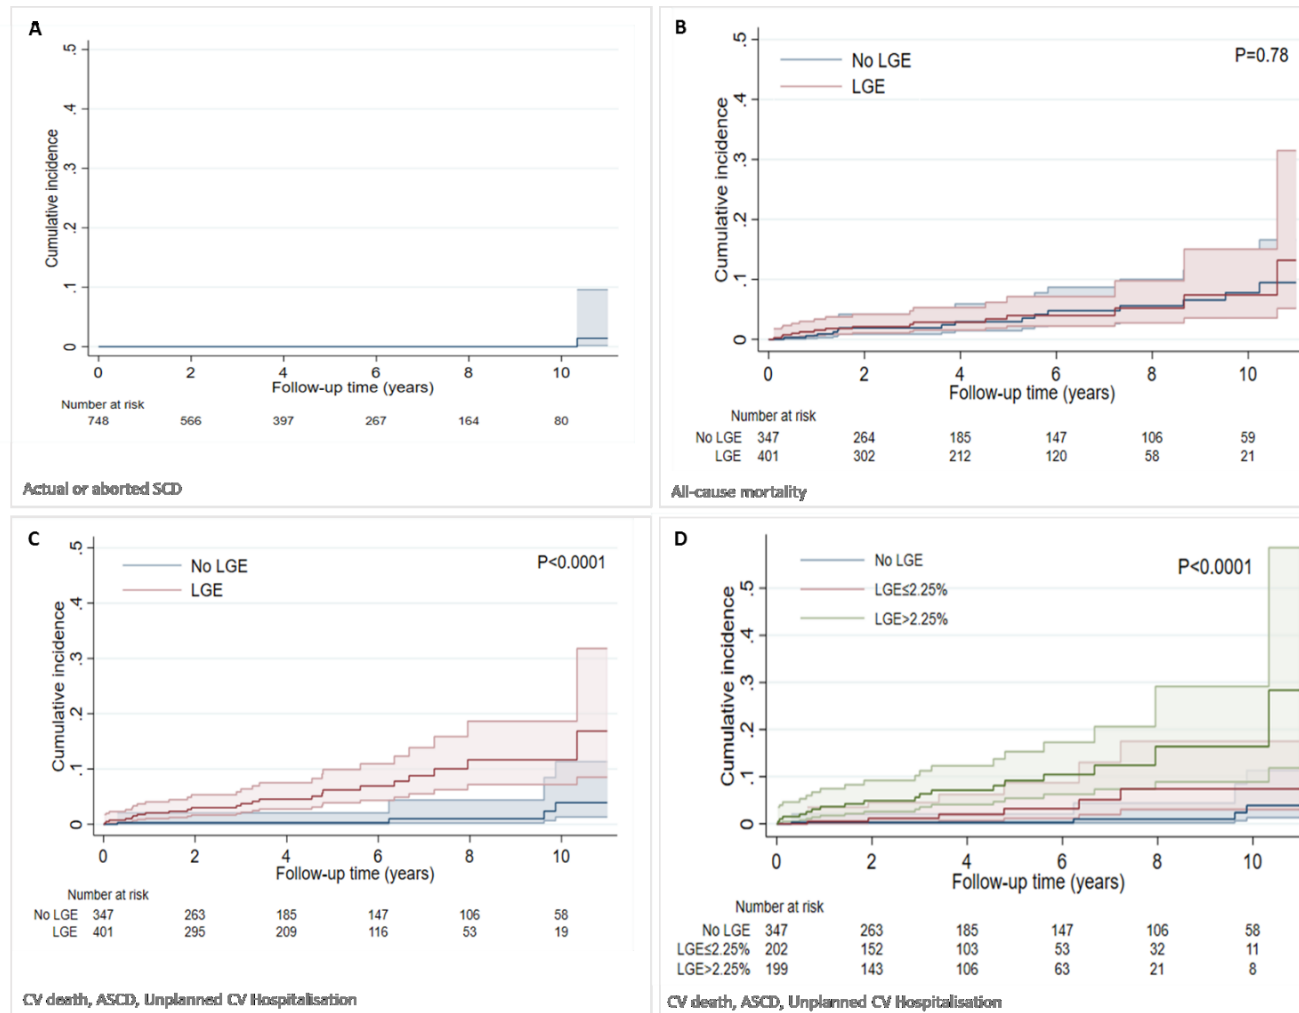 A
.5
.4
.3
.2
.1
0
Cumulative incidence
0 2 4 6 8 10
Follow-up time (years)
Number at risk
748 566 397 267 164 80
Actual or aborted SCD
B
No LGE
LGE
P=0.78
.5
.4
.3
.2
.1
0
Cumulative incidence
0 2 4 6 8 10
Follow-up time (years)
Number at risk
No LGE 347 264 185 147 106 59
LGE 401 302 212 120 58 21
All-cause mortality
C
No LGE
LGE
P<0.0001
.5
.4
.3
.2
.1
0
Cumulative incidence
0 2 4 6 8 10
Follow-up time (years)
Number at risk
No LGE 347 263 185 147 106 58
LGE 401 295 209 116 53 19
CV death, ASCD, Unplanned CV Hospitalisation
D
No LGE
LGE≤2.25%
LGE>2.25%
P<0.0001
.5
.4
.3
.2
.1
0
Cumulative incidence
0 2 4 6 8 10
Follow-up time (years)
Number at risk
No LGE 347 263 185 147 106 58
LGE≤2.25% 202 152 103 53 32 11
LGE>2.25% 199 143 106 63 21 8
CV death, ASCD, Unplanned CV Hospitalisation